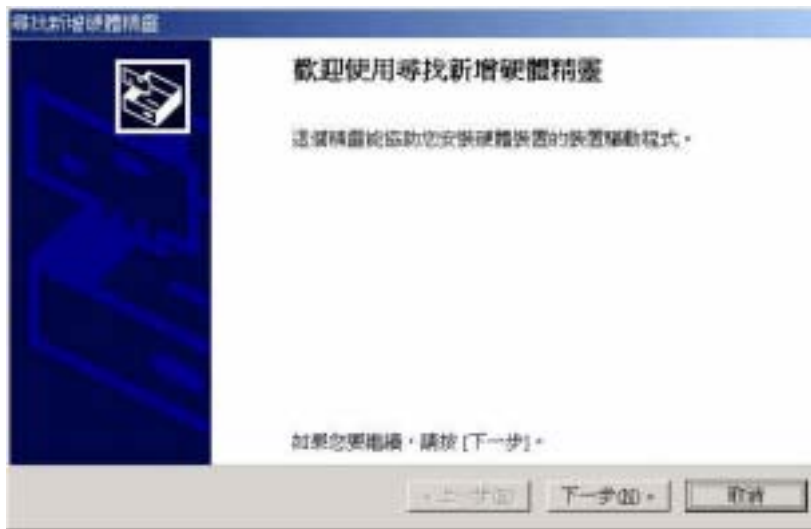 尋找新增硬體精靈
歡迎使用尋找新增硬體精靈
這個精靈能協助您安裝硬體裝置的裝置驅動程式。
如果您要繼續，請按 [下一步]。
< 上一步(B)
下一步(N) >
取消